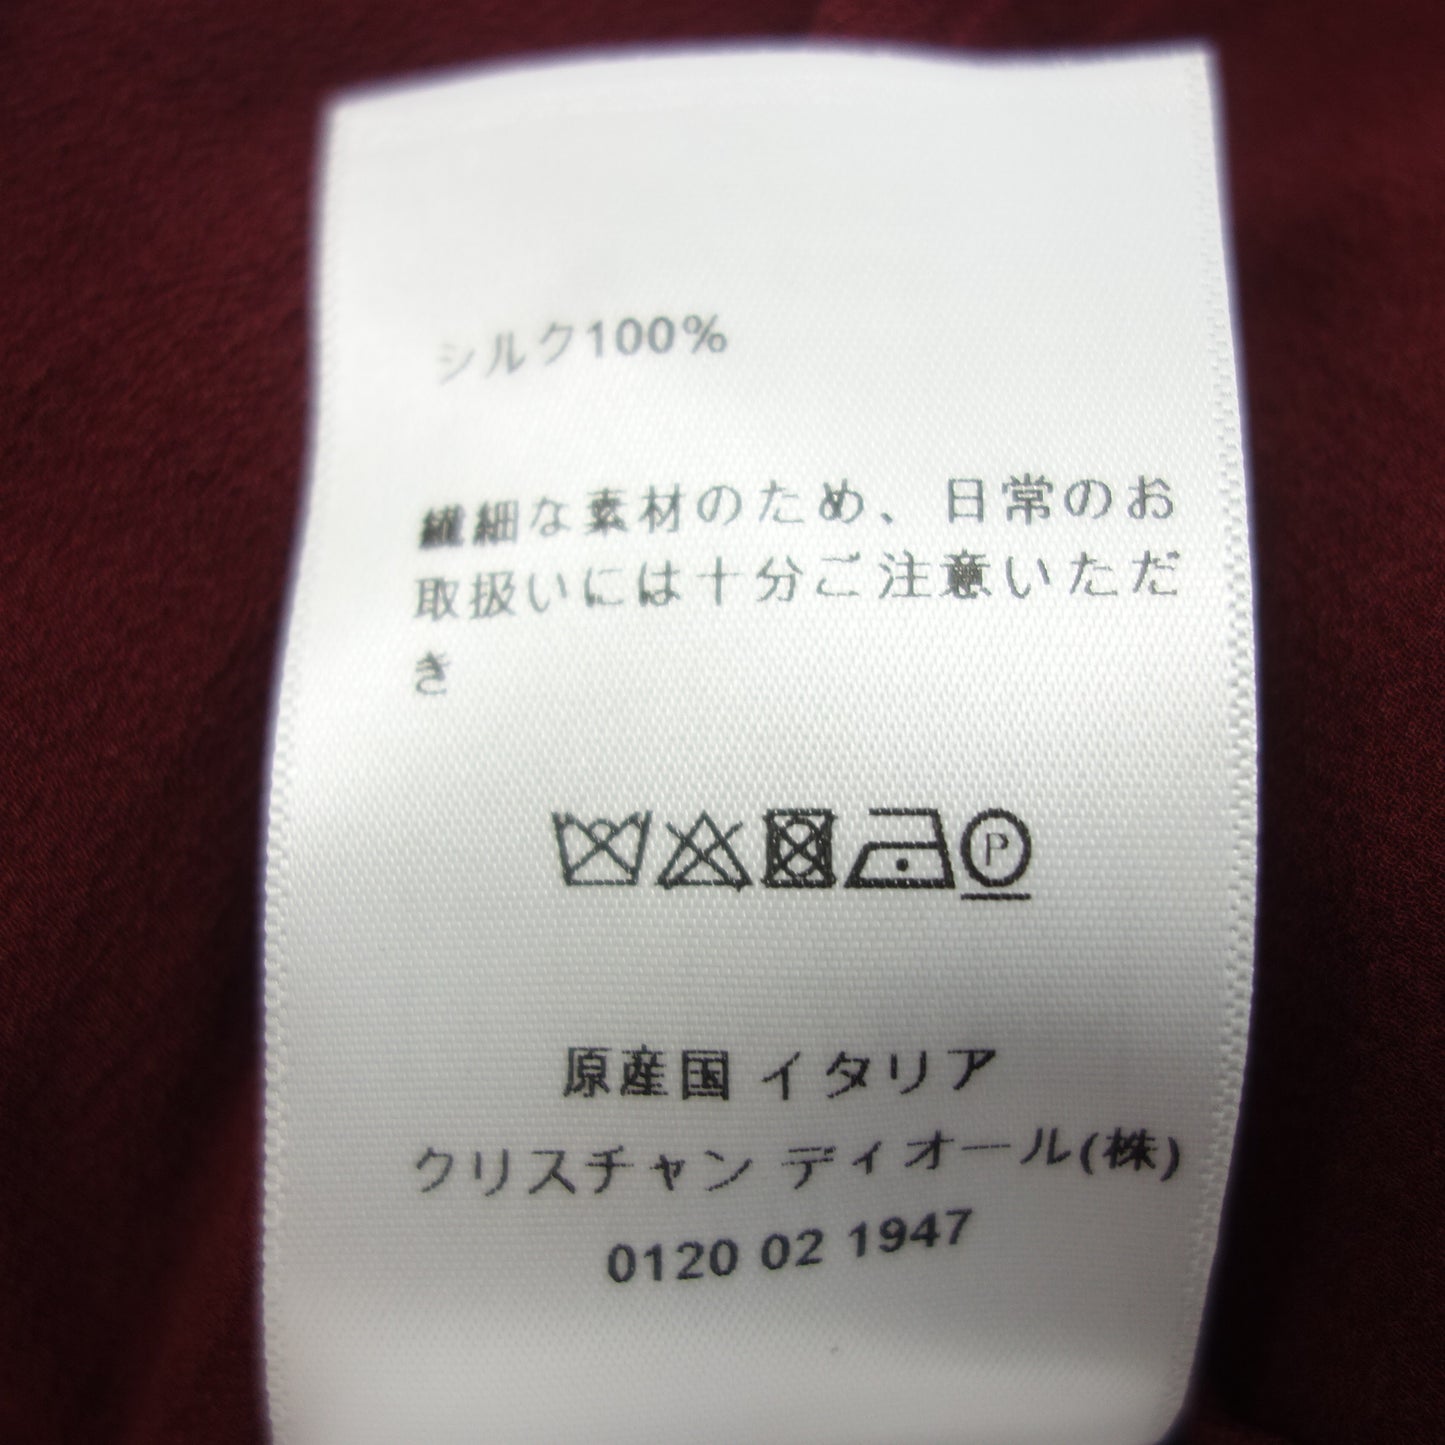 シルク100%
繊細な素材のため、日常のお
取扱いには十分ご注意いただ
き
P
原産国 イタリア
クリスチャン ディオール(株)
0120 02 1947